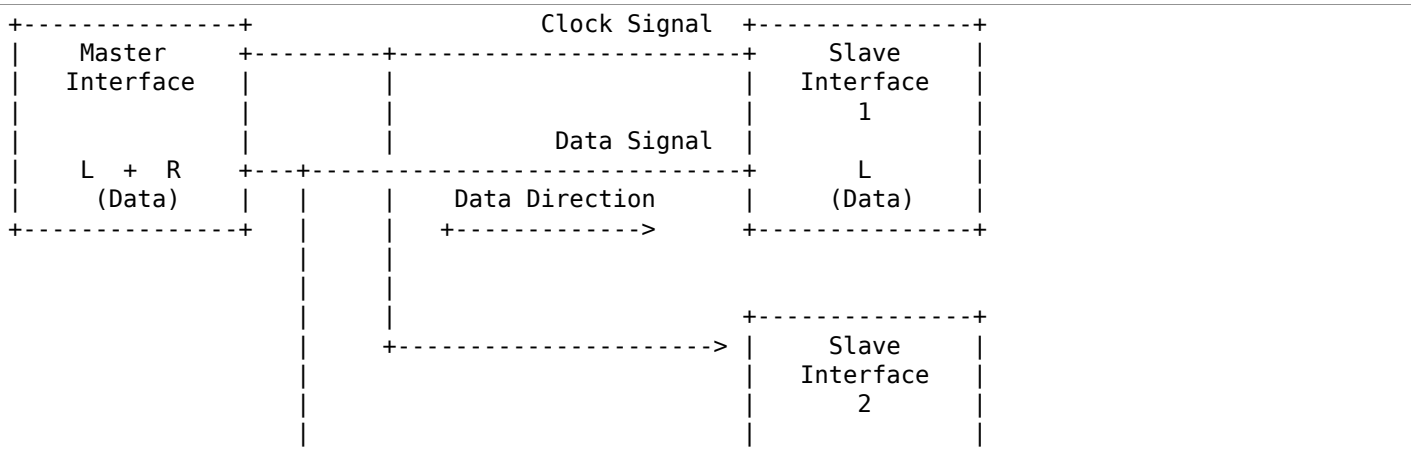 Clock Signal
Master Slave
Interface Interface
1
Data Signal
L + R L
(Data) Data Direction (Data)
Slave
Interface
2